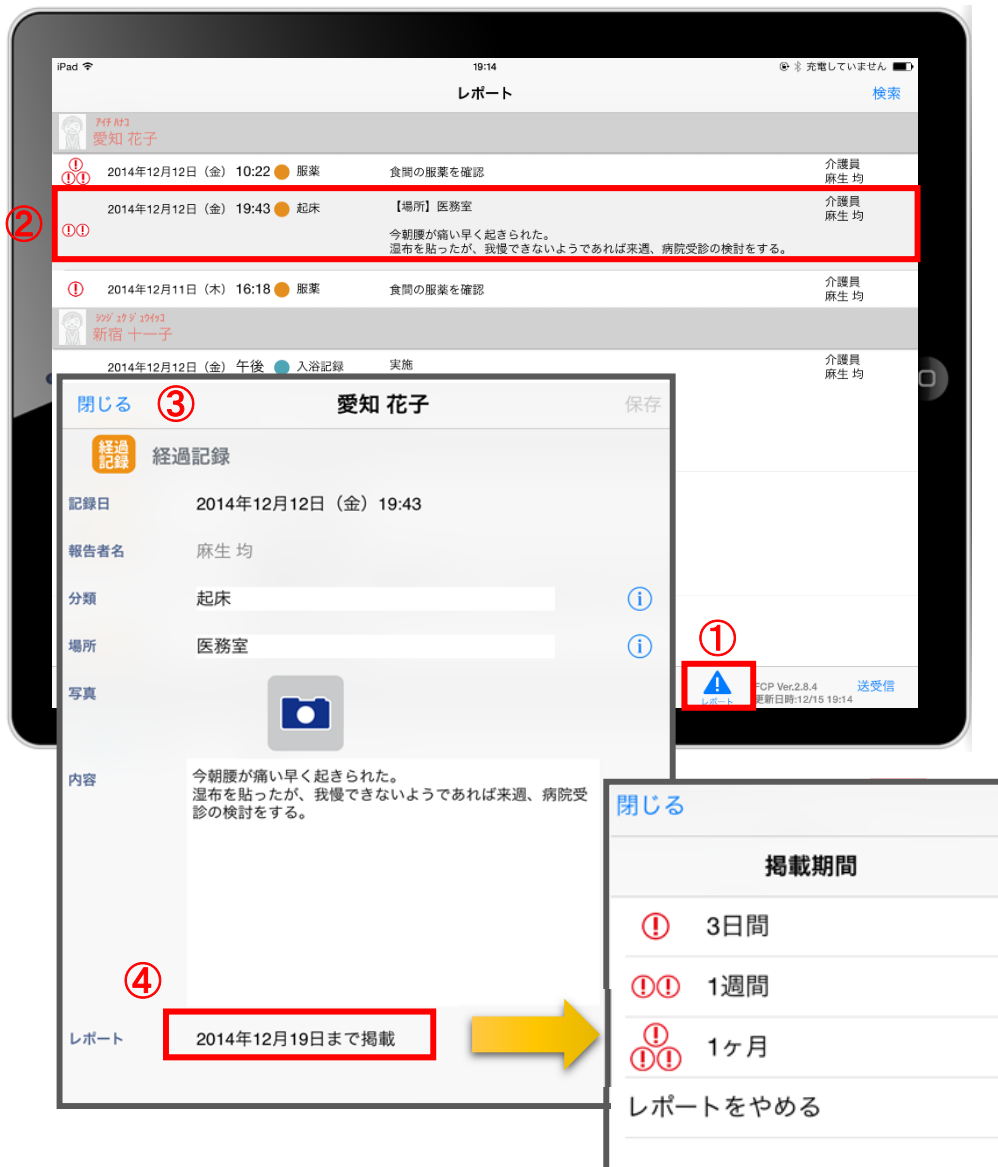 iPad 19:14 充電していません
レポート 検索
愛知 花子
2014年12月12日（金） 10:22 服薬 食間の服薬を確認 介護員
麻生 均
②
2014年12月12日（金） 19:43 起床 【場所】医務室 介護員
麻生 均
今朝腰が痛い早く起きられた。
湿布を貼ったが、我慢できないようであれば来週、病院受診の検討をする。
2014年12月11日（木） 16:18 服薬 食間の服薬を確認 介護員
麻生 均
新宿 十一子
2014年12月12日（金） 午後 入浴記録 実施 介護員
麻生 均
閉じる ③ 愛知 花子 保存
経過
記録
経過記録
記録日 2014年12月12日（金）19:43
報告者名 麻生 均
分類 起床
場所 医務室
写真
内容 今朝腰が痛い早く起きられた。
湿布を貼ったが、我慢できないようであれば来週、病院受
診の検討をする。
④
レポート 2014年12月19日まで掲載
①
レポート
FCP Ver.2.8.4 送受信
更新日時:12/15 19:14
閉じる
掲載期間
3日間
1週間
1ヶ月
レポートをやめる